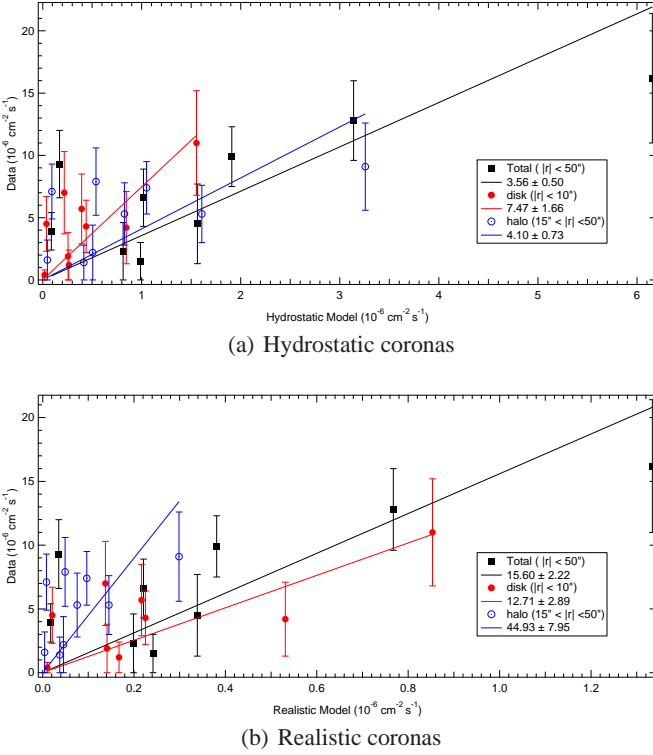 20
15
10
5
0
Data (10⁻⁶ cm⁻² s⁻¹)
0
1
2
3
4
5
6
Hydrostatic Model (10⁻⁶ cm⁻² s⁻¹)
Total ( |r| < 50")
3.56 ± 0.50
disk (|r| < 10")
7.47 ± 1.66
halo (15" < |r| <50")
4.10 ± 0.73
(a) Hydrostatic coronas
20
15
10
5
0
Data (10⁻⁶ cm⁻² s⁻¹)
0.0
0.2
0.4
0.6
0.8
1.0
1.2
Realistic Model (10⁻⁶ cm⁻² s⁻¹)
Total ( |r| < 50")
15.60 ± 2.22
disk (|r| < 10")
12.71 ± 2.89
halo (15" < |r| <50")
44.93 ± 7.95
(b) Realistic coronas